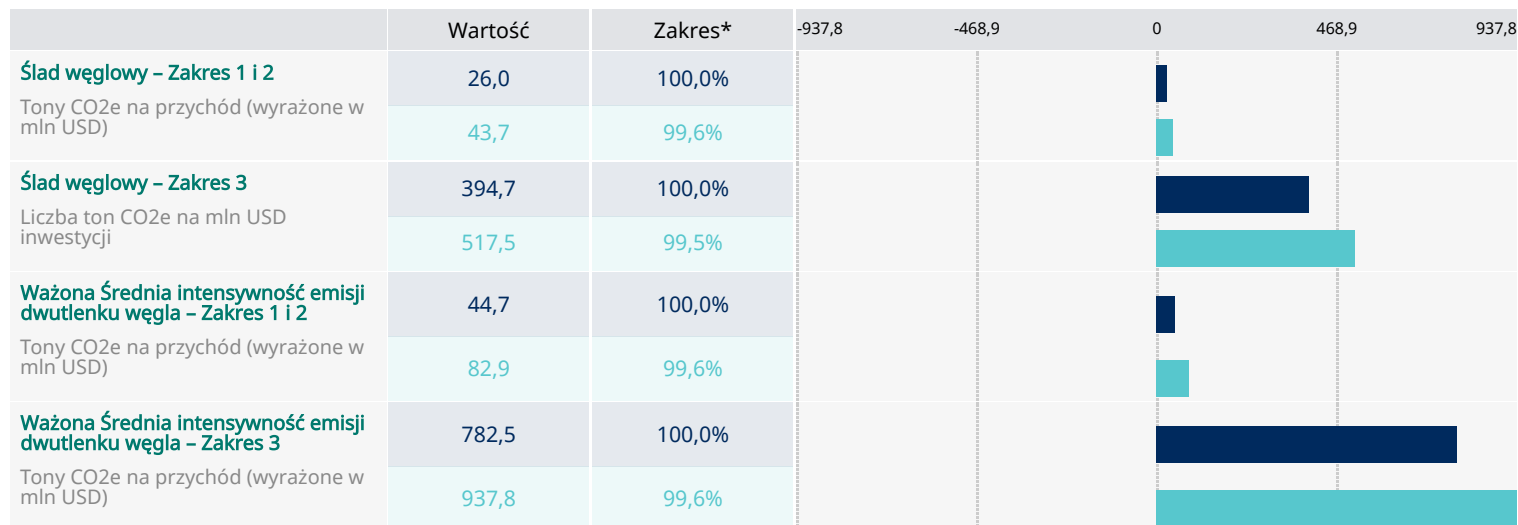 Wartość Zakres* -937,8 -468,9 0 468,9 937,8
Ślad węglowy – Zakres 1 i 2
Tony CO2e na przychód (wyrażone w
mln USD)
26,0 100,0%
43,7 99,6%
Ślad węglowy – Zakres 3
Liczba ton CO2e na mln USD
inwestycji
394,7 100,0%
517,5 99,5%
Ważona Średnia intensywność emisji
dwutlenku węgla – Zakres 1 i 2
Tony CO2e na przychód (wyrażone w
mln USD)
44,7 100,0%
82,9 99,6%
Ważona Średnia intensywność emisji
dwutlenku węgla – Zakres 3
Tony CO2e na przychód (wyrażone w
mln USD)
782,5 100,0%
937,8 99,6%